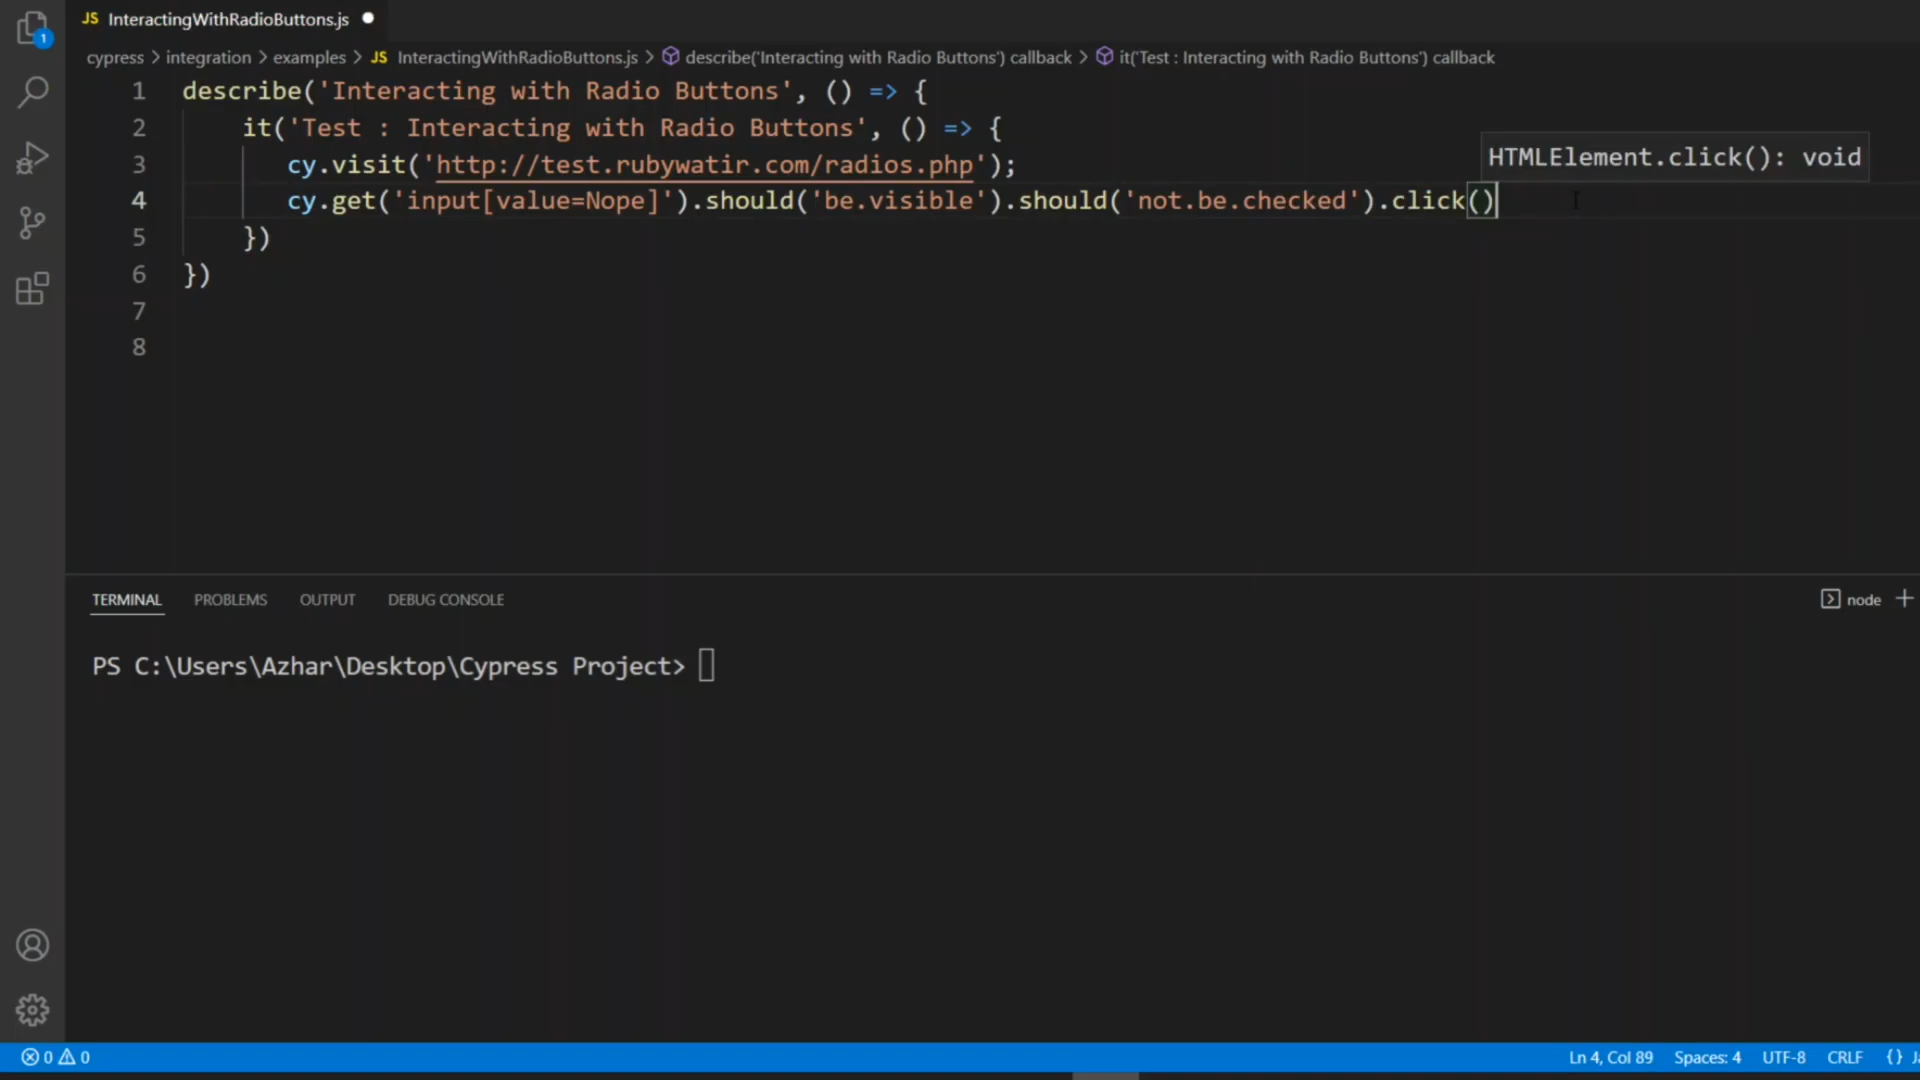 JS InteractingWithRadioButtons.js ●
1
cypress > integration > examples > JS InteractingWithRadioButtons.js > describe('Interacting with Radio Buttons') callback > it('Test : Interacting with Radio Buttons') callback
1 describe('Interacting with Radio Buttons', () => {
2 it('Test : Interacting with Radio Buttons', () => {
HTMLElement.click(): void
3 cy.visit('http://test.rubywatir.com/radios.php');
4 cy.get('input[value=Nope]').should('be.visible').should('not.be.checked').click()
5 })
6 })
7
8
TERMINAL PROBLEMS OUTPUT DEBUG CONSOLE node +
PS C:\Users\Azhar\Desktop\Cypress Project>
0 0 Ln 4, Col 89 Spaces: 4 UTF-8 CRLF {}